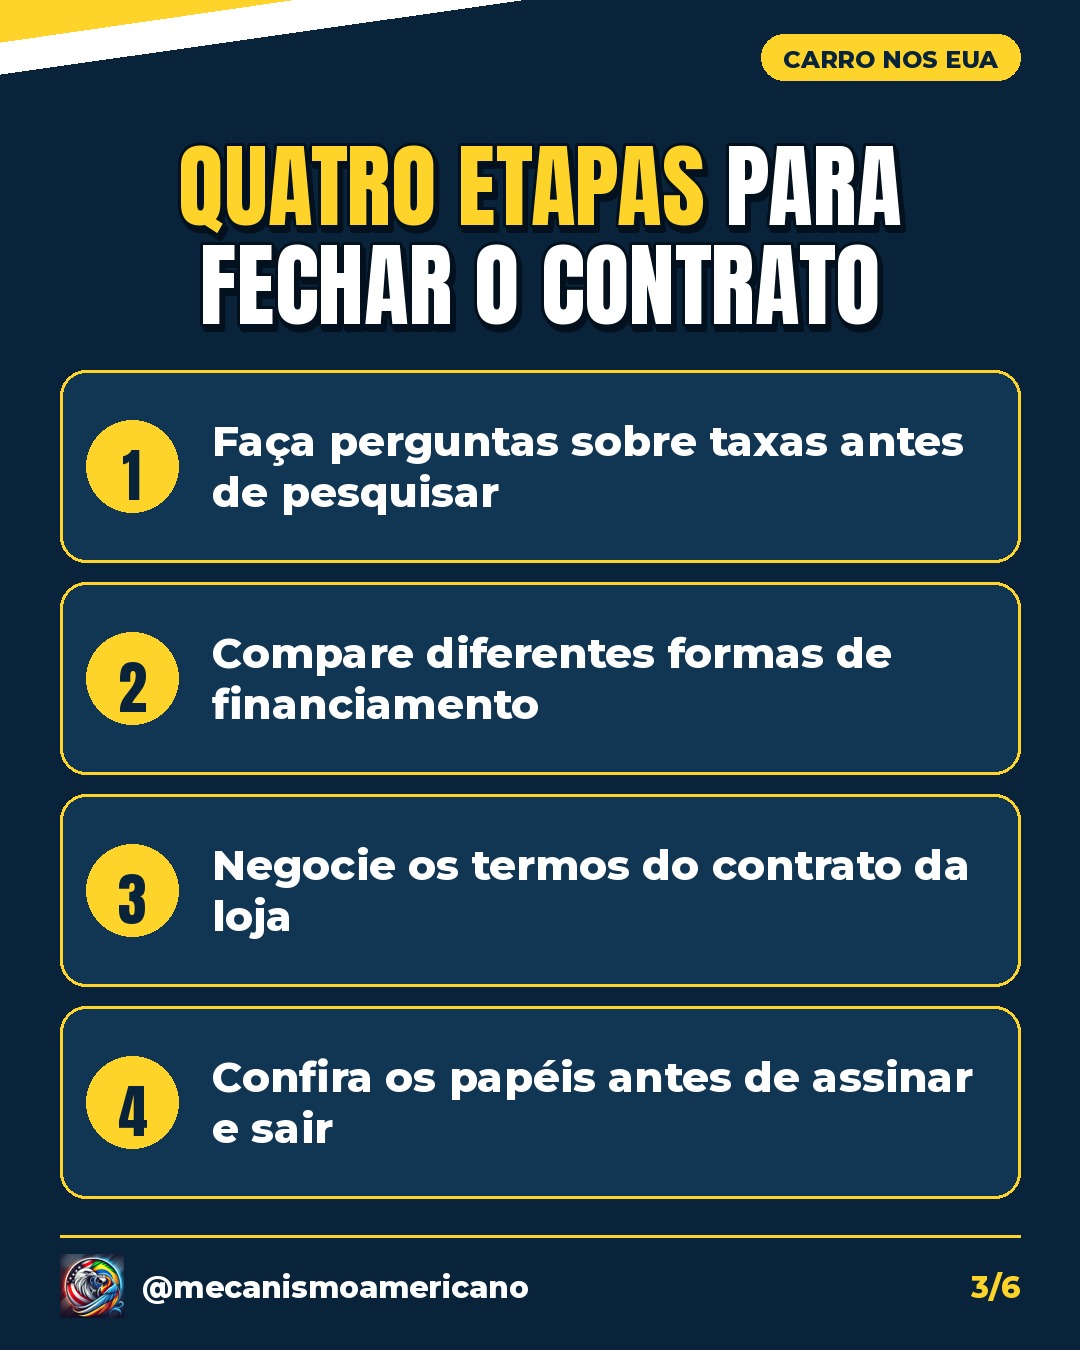 CARRO NOS EUA
QUATRO ETAPAS PARA
FECHAR O CONTRATO
1
Faça perguntas sobre taxas antes
de pesquisar
2
Compare diferentes formas de
financiamento
3
Negocie os termos do contrato da
loja
4
Confira os papéis antes de assinar
e sair
@mecanismoamericano
3/6